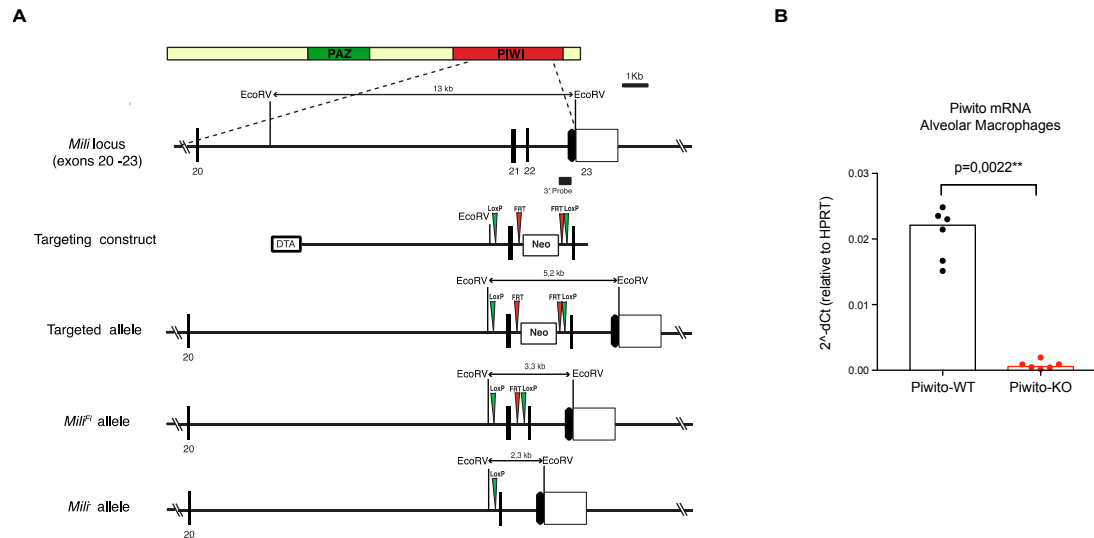 A
PAZ
PIWI
1Kb
EcoRV
13 kb
EcoRV
Mili locus
(exons 20 -23)
20
21
22
23
3' Probe
Targeting construct
DTA
EcoRV
LoxP
FRT
Neo
FRT
LoxP
Targeted allele
EcoRV
5,2 kb
EcoRV
LoxP
FRT
Neo
FRT
LoxP
20
MiliFl allele
EcoRV
3,3 kb
EcoRV
LoxP
FRT
LoxP
20
Mili- allele
EcoRV
2,3 kb
EcoRV
LoxP
20
B
Piwito mRNA
Alveolar Macrophages
p=0,0022**
2^-dCt (relative to HPRT)
0.03
0.02
0.01
0.00
Piwito-WT
Piwito-KO